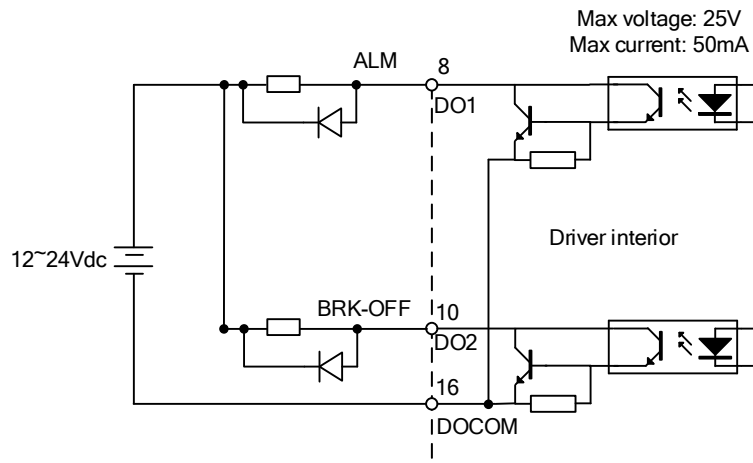 Max voltage: 25V
Max current: 50mA
ALM
8
DO1
Driver interior
12~24Vdc
BRK-OFF
10
DO2
16
DOCOM